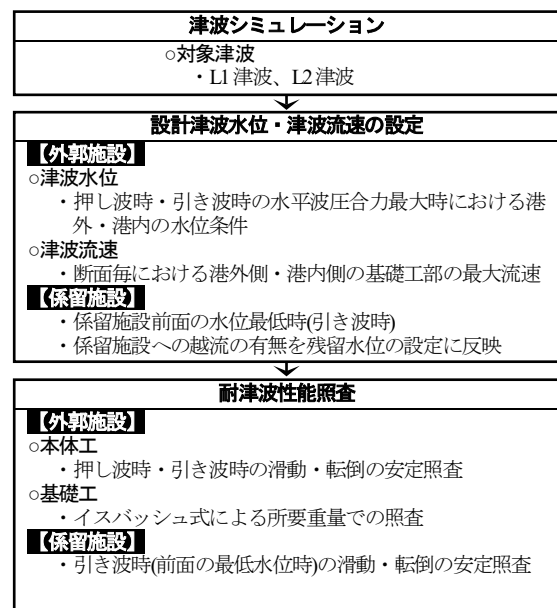 津波シミュレーション
○対象津波
・L1津波、L2津波
設計津波水位・津波流速の設定
【外郭施設】
○津波水位
・押し波時・引き波時の水平波圧合力最大時における港
外・港内の水位条件
○津波流速
・断面毎における港外側・港内側の基礎工部の最大流速
【係留施設】
・係留施設前面の水位最低時(引き波時)
・係留施設への越流の有無を残留水位の設定に反映
耐津波性能照査
【外郭施設】
○本体工
・押し波時・引き波時の滑動・転倒の安定照査
○基礎工
・イスバッシュ式による所要重量での照査
【係留施設】
・引き波時(前面の最低水位時)の滑動・転倒の安定照査